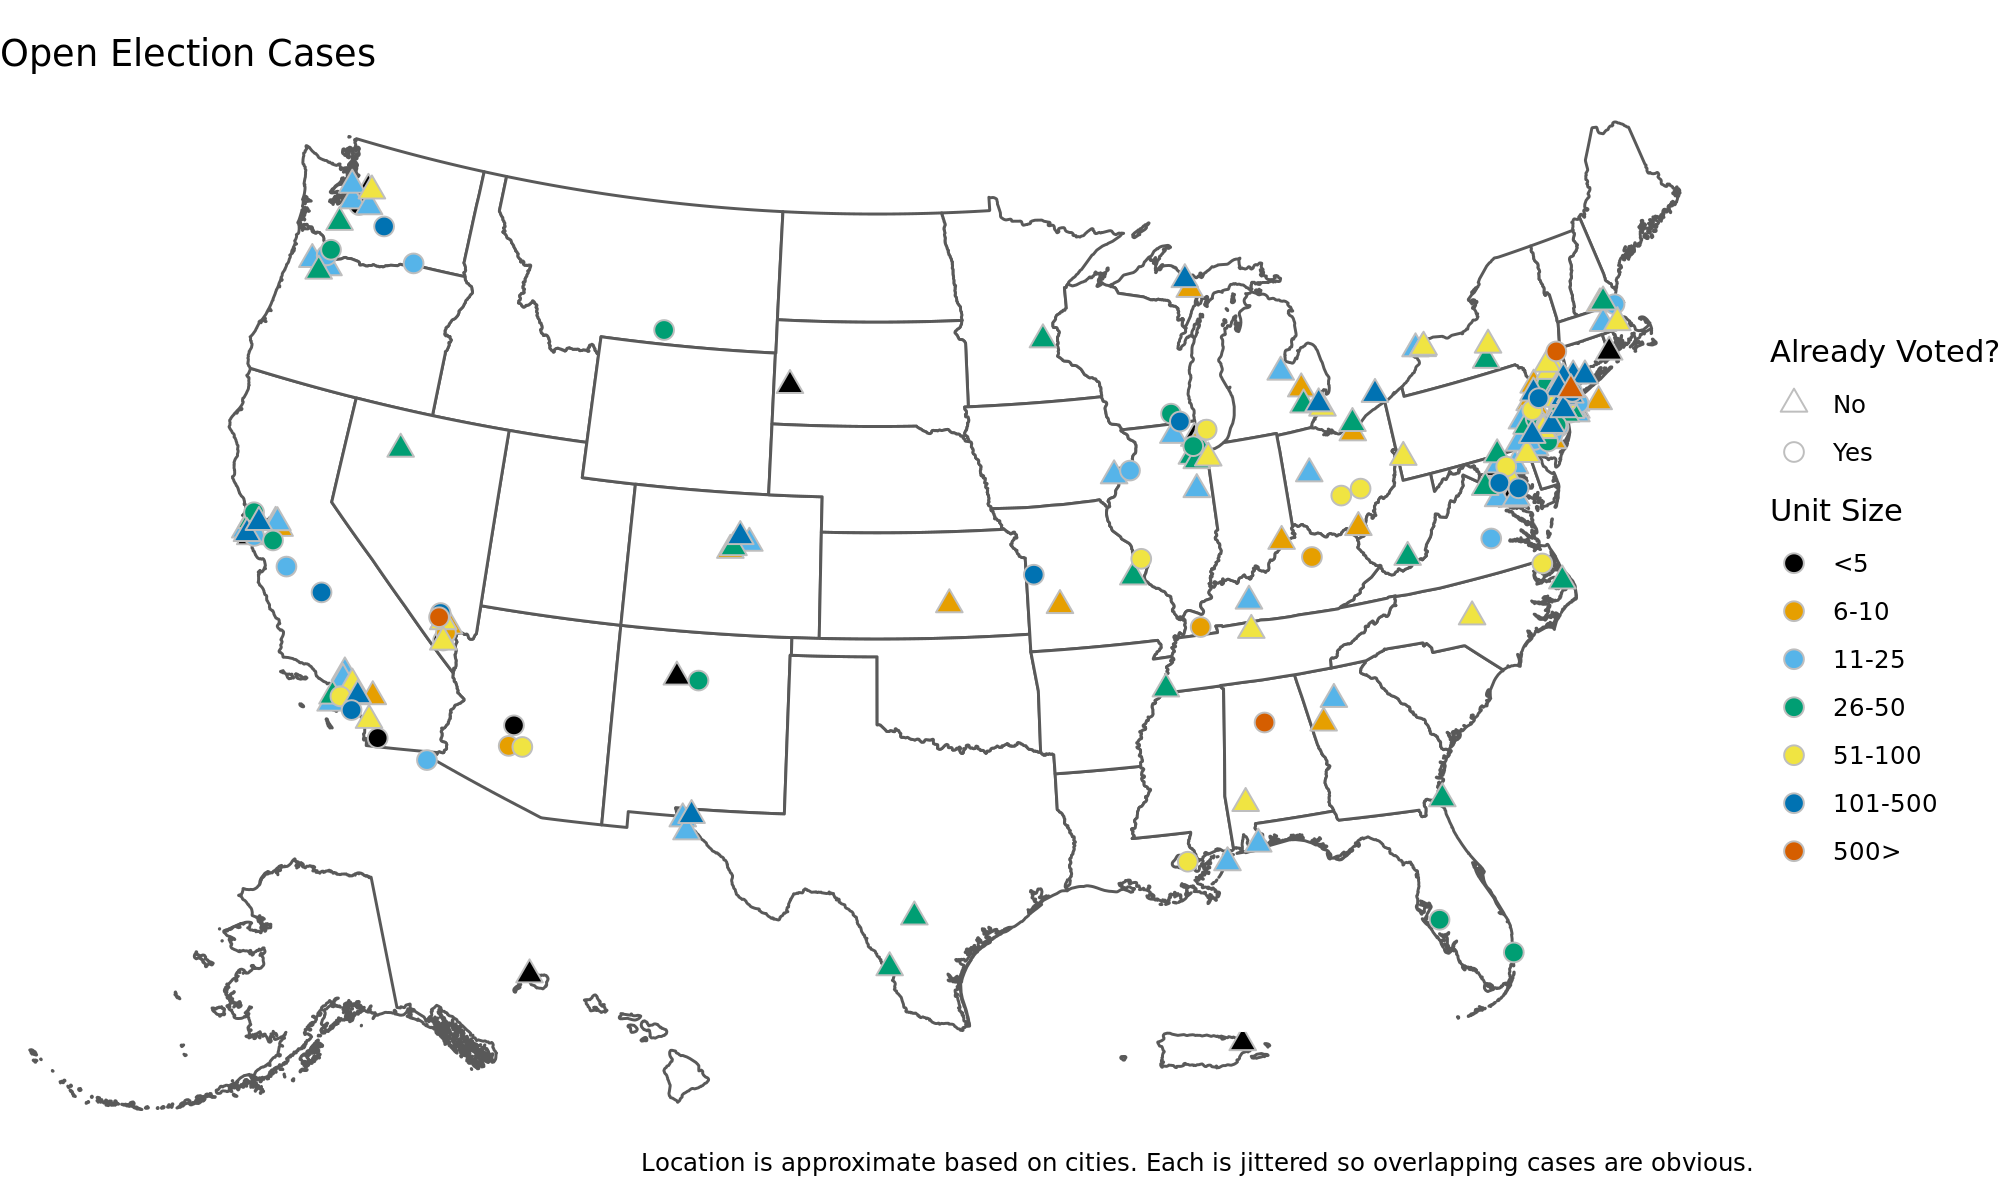 Open Election Cases
Already Voted?
No
Yes
Unit Size
<5
6-10
11-25
26-50
51-100
101-500
500>
Location is approximate based on cities. Each is jittered so overlapping cases are obvious.